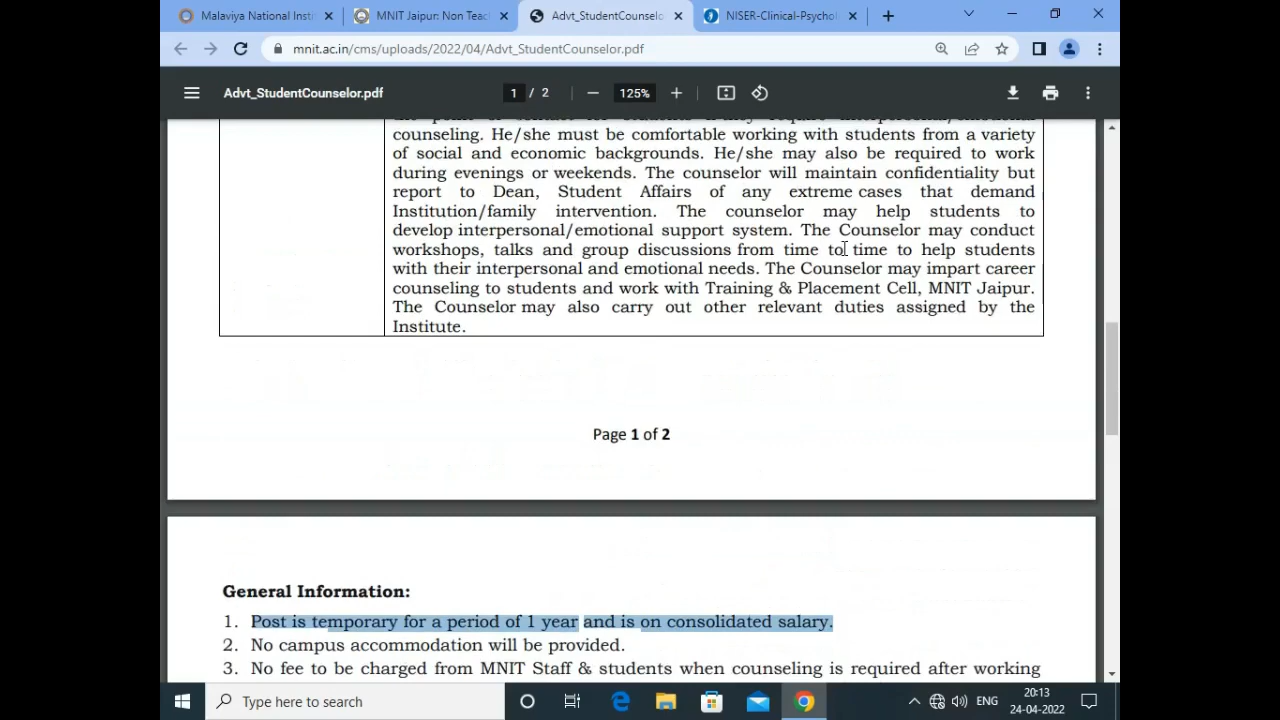 Malaviya National Insti
MNIT Jaipur: Non Teac
Advt_StudentCounselo
NISER-Clinical-Psychol
mnit.ac.in/cms/uploads/2022/04/Advt_StudentCounselor.pdf
Advt_StudentCounselor.pdf
1 / 2
125%
counseling. He/she must be comfortable working with students from a variety
of social and economic backgrounds. He/she may also be required to work
during evenings or weekends. The counselor will maintain confidentiality but
report to Dean, Student Affairs of any extreme cases that demand
Institution/family intervention. The counselor may help students to
develop interpersonal/emotional support system. The Counselor may conduct
workshops, talks and group discussions from time to time to help students
with their interpersonal and emotional needs. The Counselor may impart career
counseling to students and work with Training & Placement Cell, MNIT Jaipur.
The Counselor may also carry out other relevant duties assigned by the
Institute.
Page 1 of 2
General Information:
1. Post is temporary for a period of 1 year and is on consolidated salary.
2. No campus accommodation will be provided.
3. No fee to be charged from MNIT Staff & students when counseling is required after working
Type here to search
ENG
20:13
24-04-2022